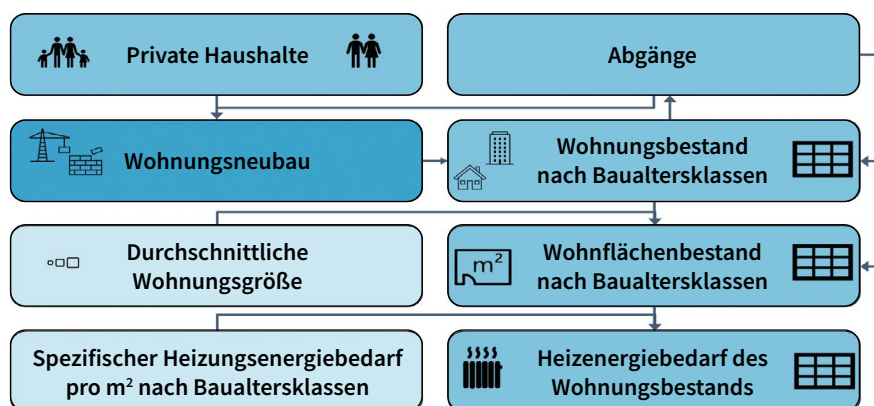 Private Haushalte
Abgänge
Wohnungsneubau
Wohnungsbestand
nach Baualtersklassen
Durchschnittliche
Wohnungsgröße
m²
Wohnflächenbestand
nach Baualtersklassen
Spezifischer Heizungsenergiebedarf
pro m² nach Baualtersklassen
Heizenergiebedarf des
Wohnungsbestands